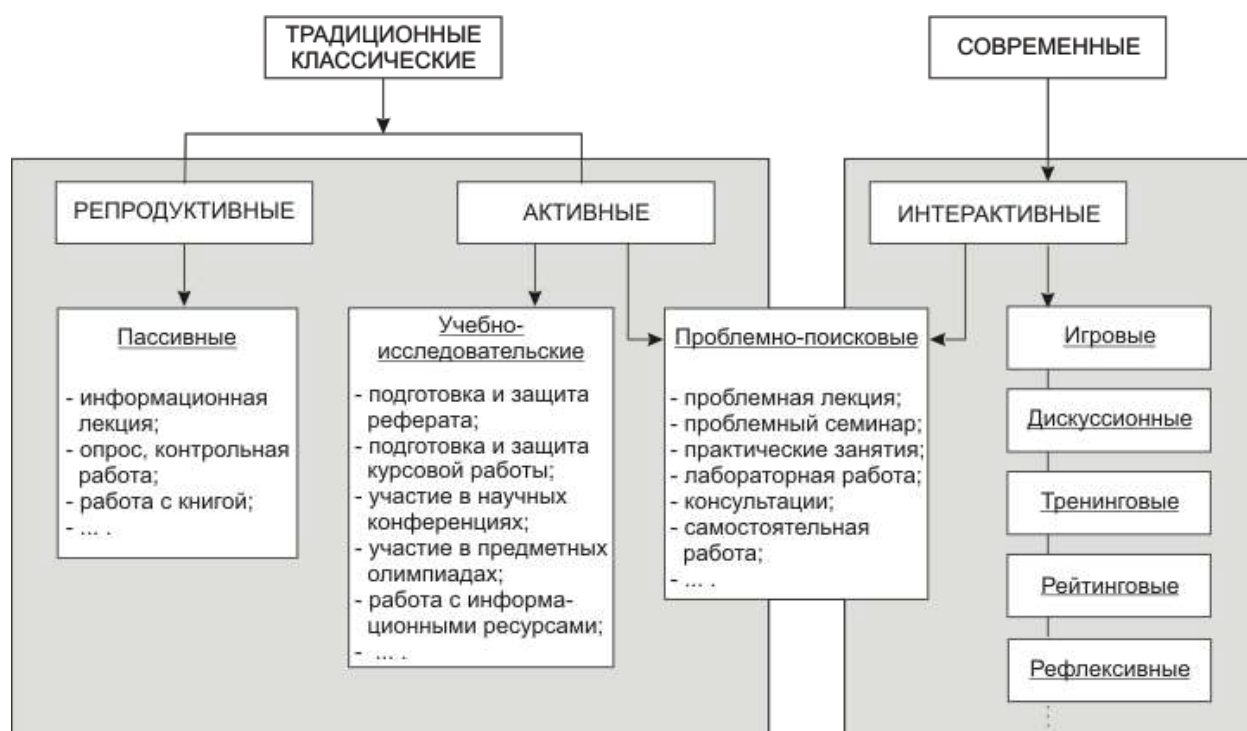 ТРАДИЦИОННЫЕ
КЛАССИЧЕСКИЕ
СОВРЕМЕННЫЕ
РЕПРОДУКТИВНЫЕ
АКТИВНЫЕ
ИНТЕРАКТИВНЫЕ
Пассивные
- информационная
лекция;
- опрос, контрольная
работа;
- работа с книгой;
- ... .
Учебно-
исследовательские
- подготовка и защита
реферата;
- подготовка и защита
курсовой работы;
- участие в научных
конференциях;
- участие в предметных
олимпиадах;
- работа с информа-
ционными ресурсами;
- ... .
Проблемно-поисковые
- проблемная лекция;
- проблемный семинар;
- практические занятия;
- лабораторная работа;
- консультации;
- самостоятельная
работа;
- ... .
Игровые
Дискуссионные
Тренинговые
Рейтинговые
Рефлексивные